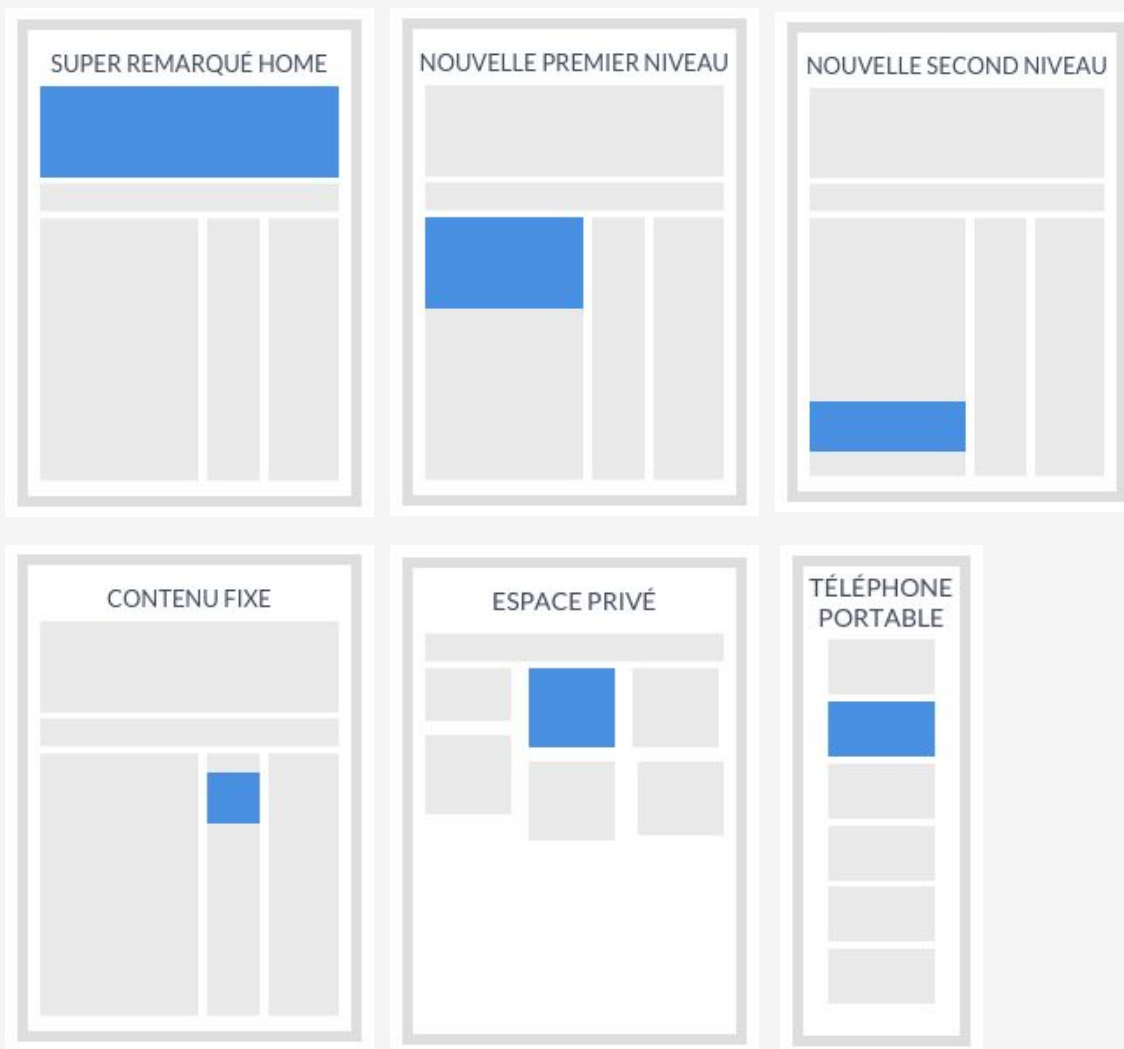 SUPER REMARQUÉ HOME
NOUVELLE PREMIER NIVEAU
NOUVELLE SECOND NIVEAU
CONTENU FIXE
ESPACE PRIVÉ
TÉLÉPHONE
PORTABLE